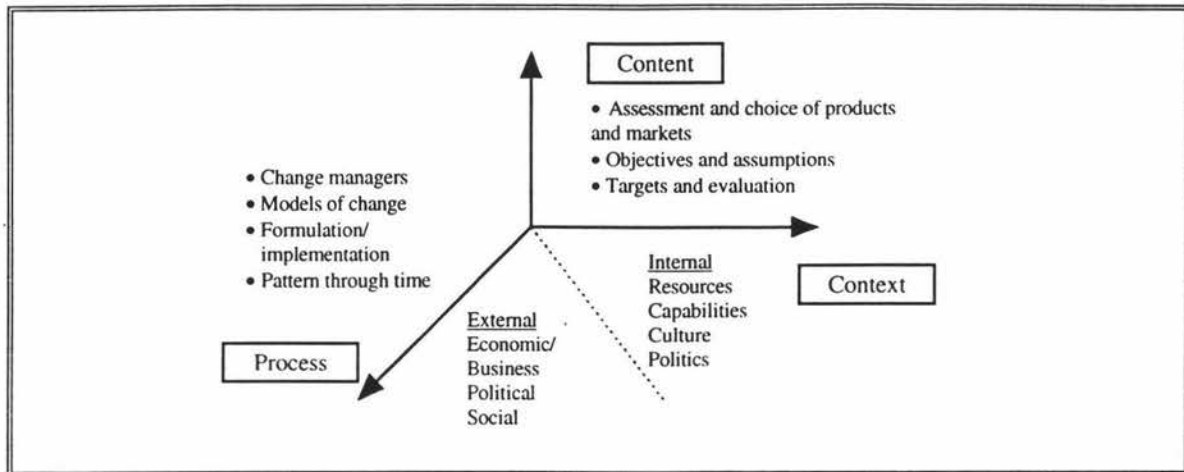 Content
• Assessment and choice of products
and markets
• Objectives and assumptions
• Targets and evaluation
• Change managers
• Models of change
• Formulation/
implementation
• Pattern through time
Internal
Resources
Capabilities
Culture
Politics
Context
External
Economic/
Business
Political
Social
Process